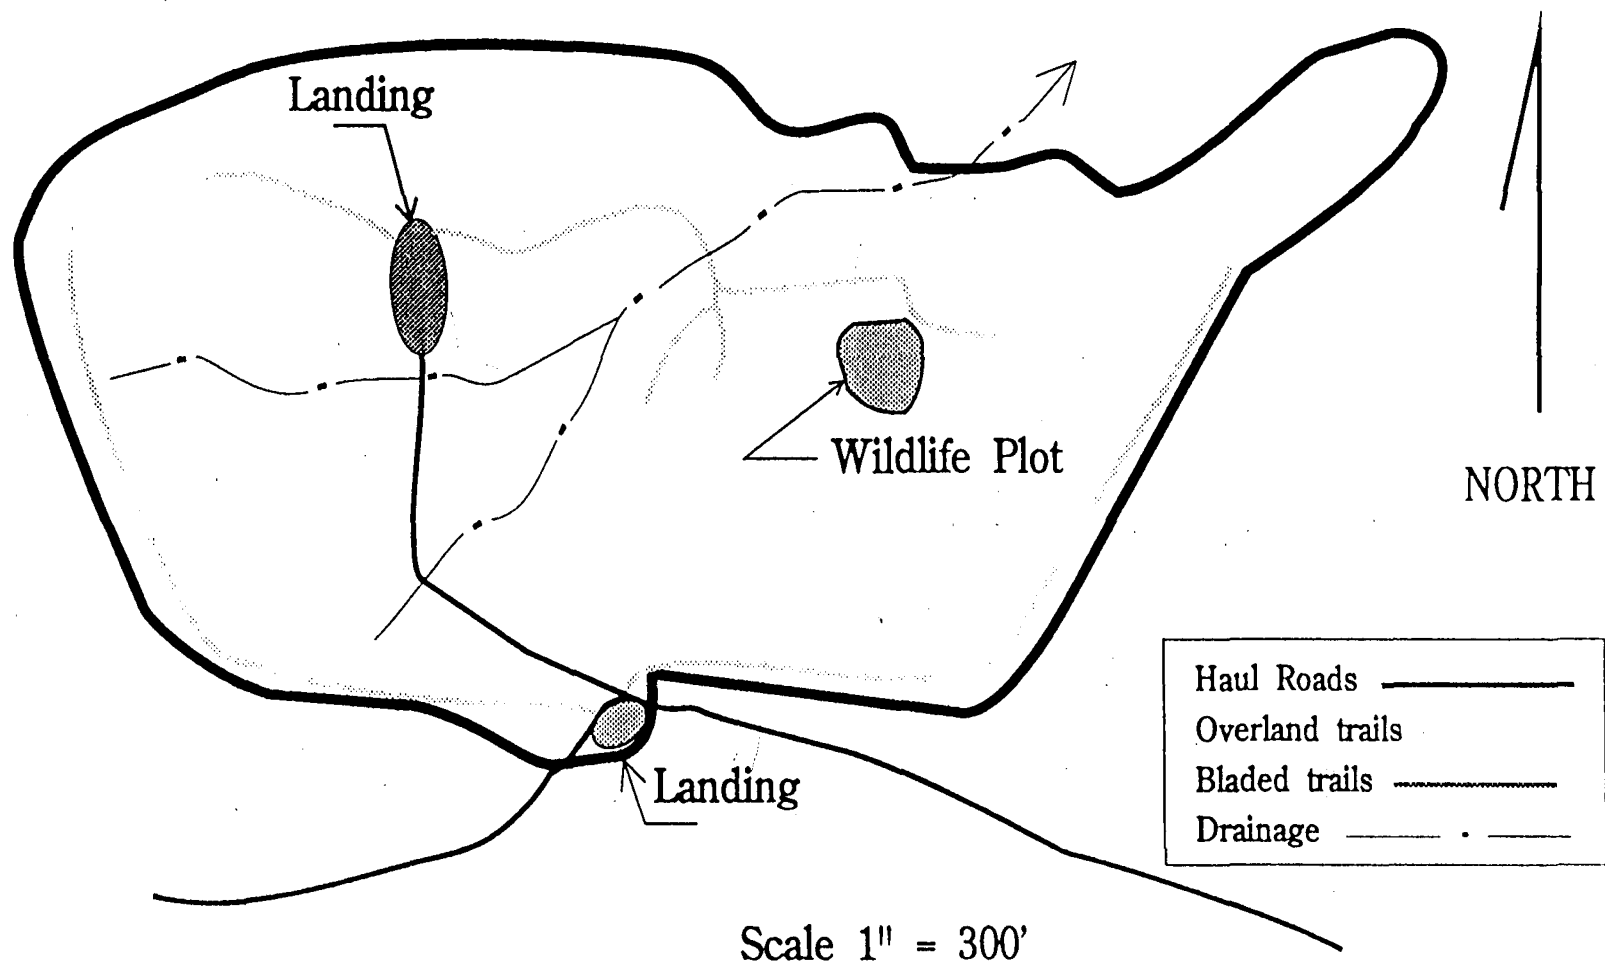 Landing
Wildlife Plot
NORTH
Haul Roads
Overland trails
Bladed trails
Drainage
Landing
Scale 1" = 300'